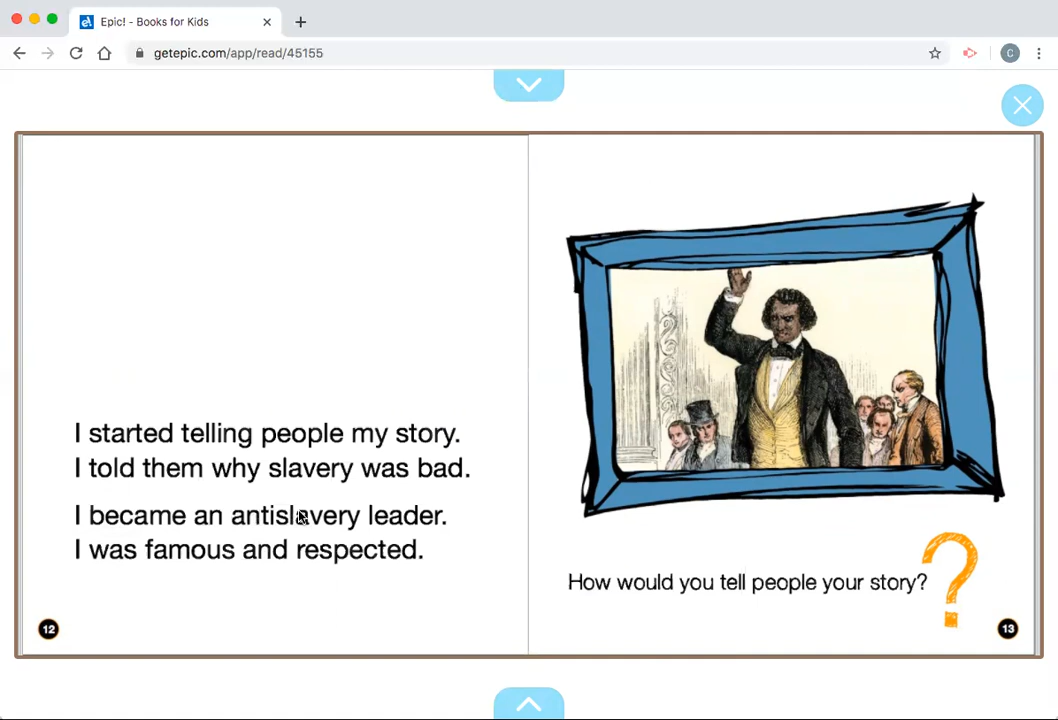 Epic! - Books for Kids
getepic.com/app/read/45155
C
I started telling people my story.
I told them why slavery was bad.
I became an antislavery leader.
I was famous and respected.
12
How would you tell people your story?
?
13